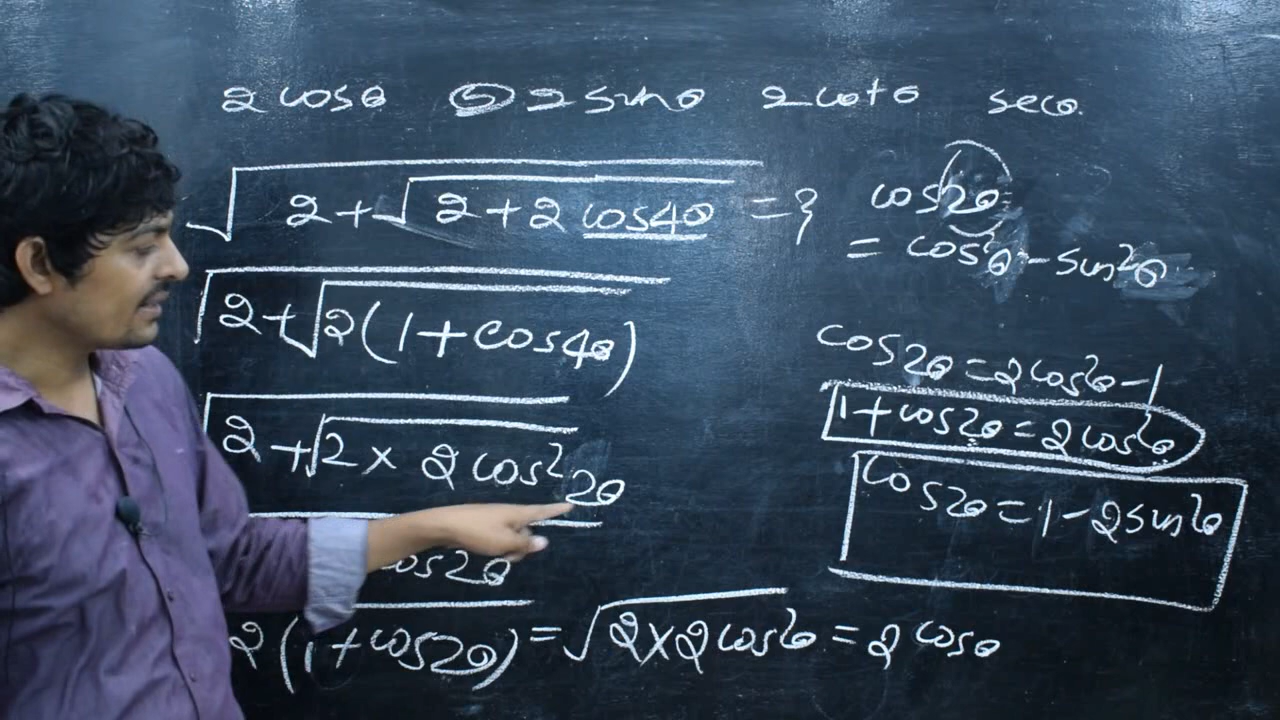 2cosθ 2sinθ 2cotθ secθ.
√(2+√(2+2cos4θ)) = ?
√(2+√(2(1+cos4θ)))
√(2+√(2×2cos²2θ))
cos2θ
2(1+cos2θ) = √(2×2cos²θ) = 2cosθ
cos2θ
= cos²θ-sin²θ
cos2θ=2cos²θ-1
1+cos2θ=2cos²θ
cos2θ=1-2sin²θ